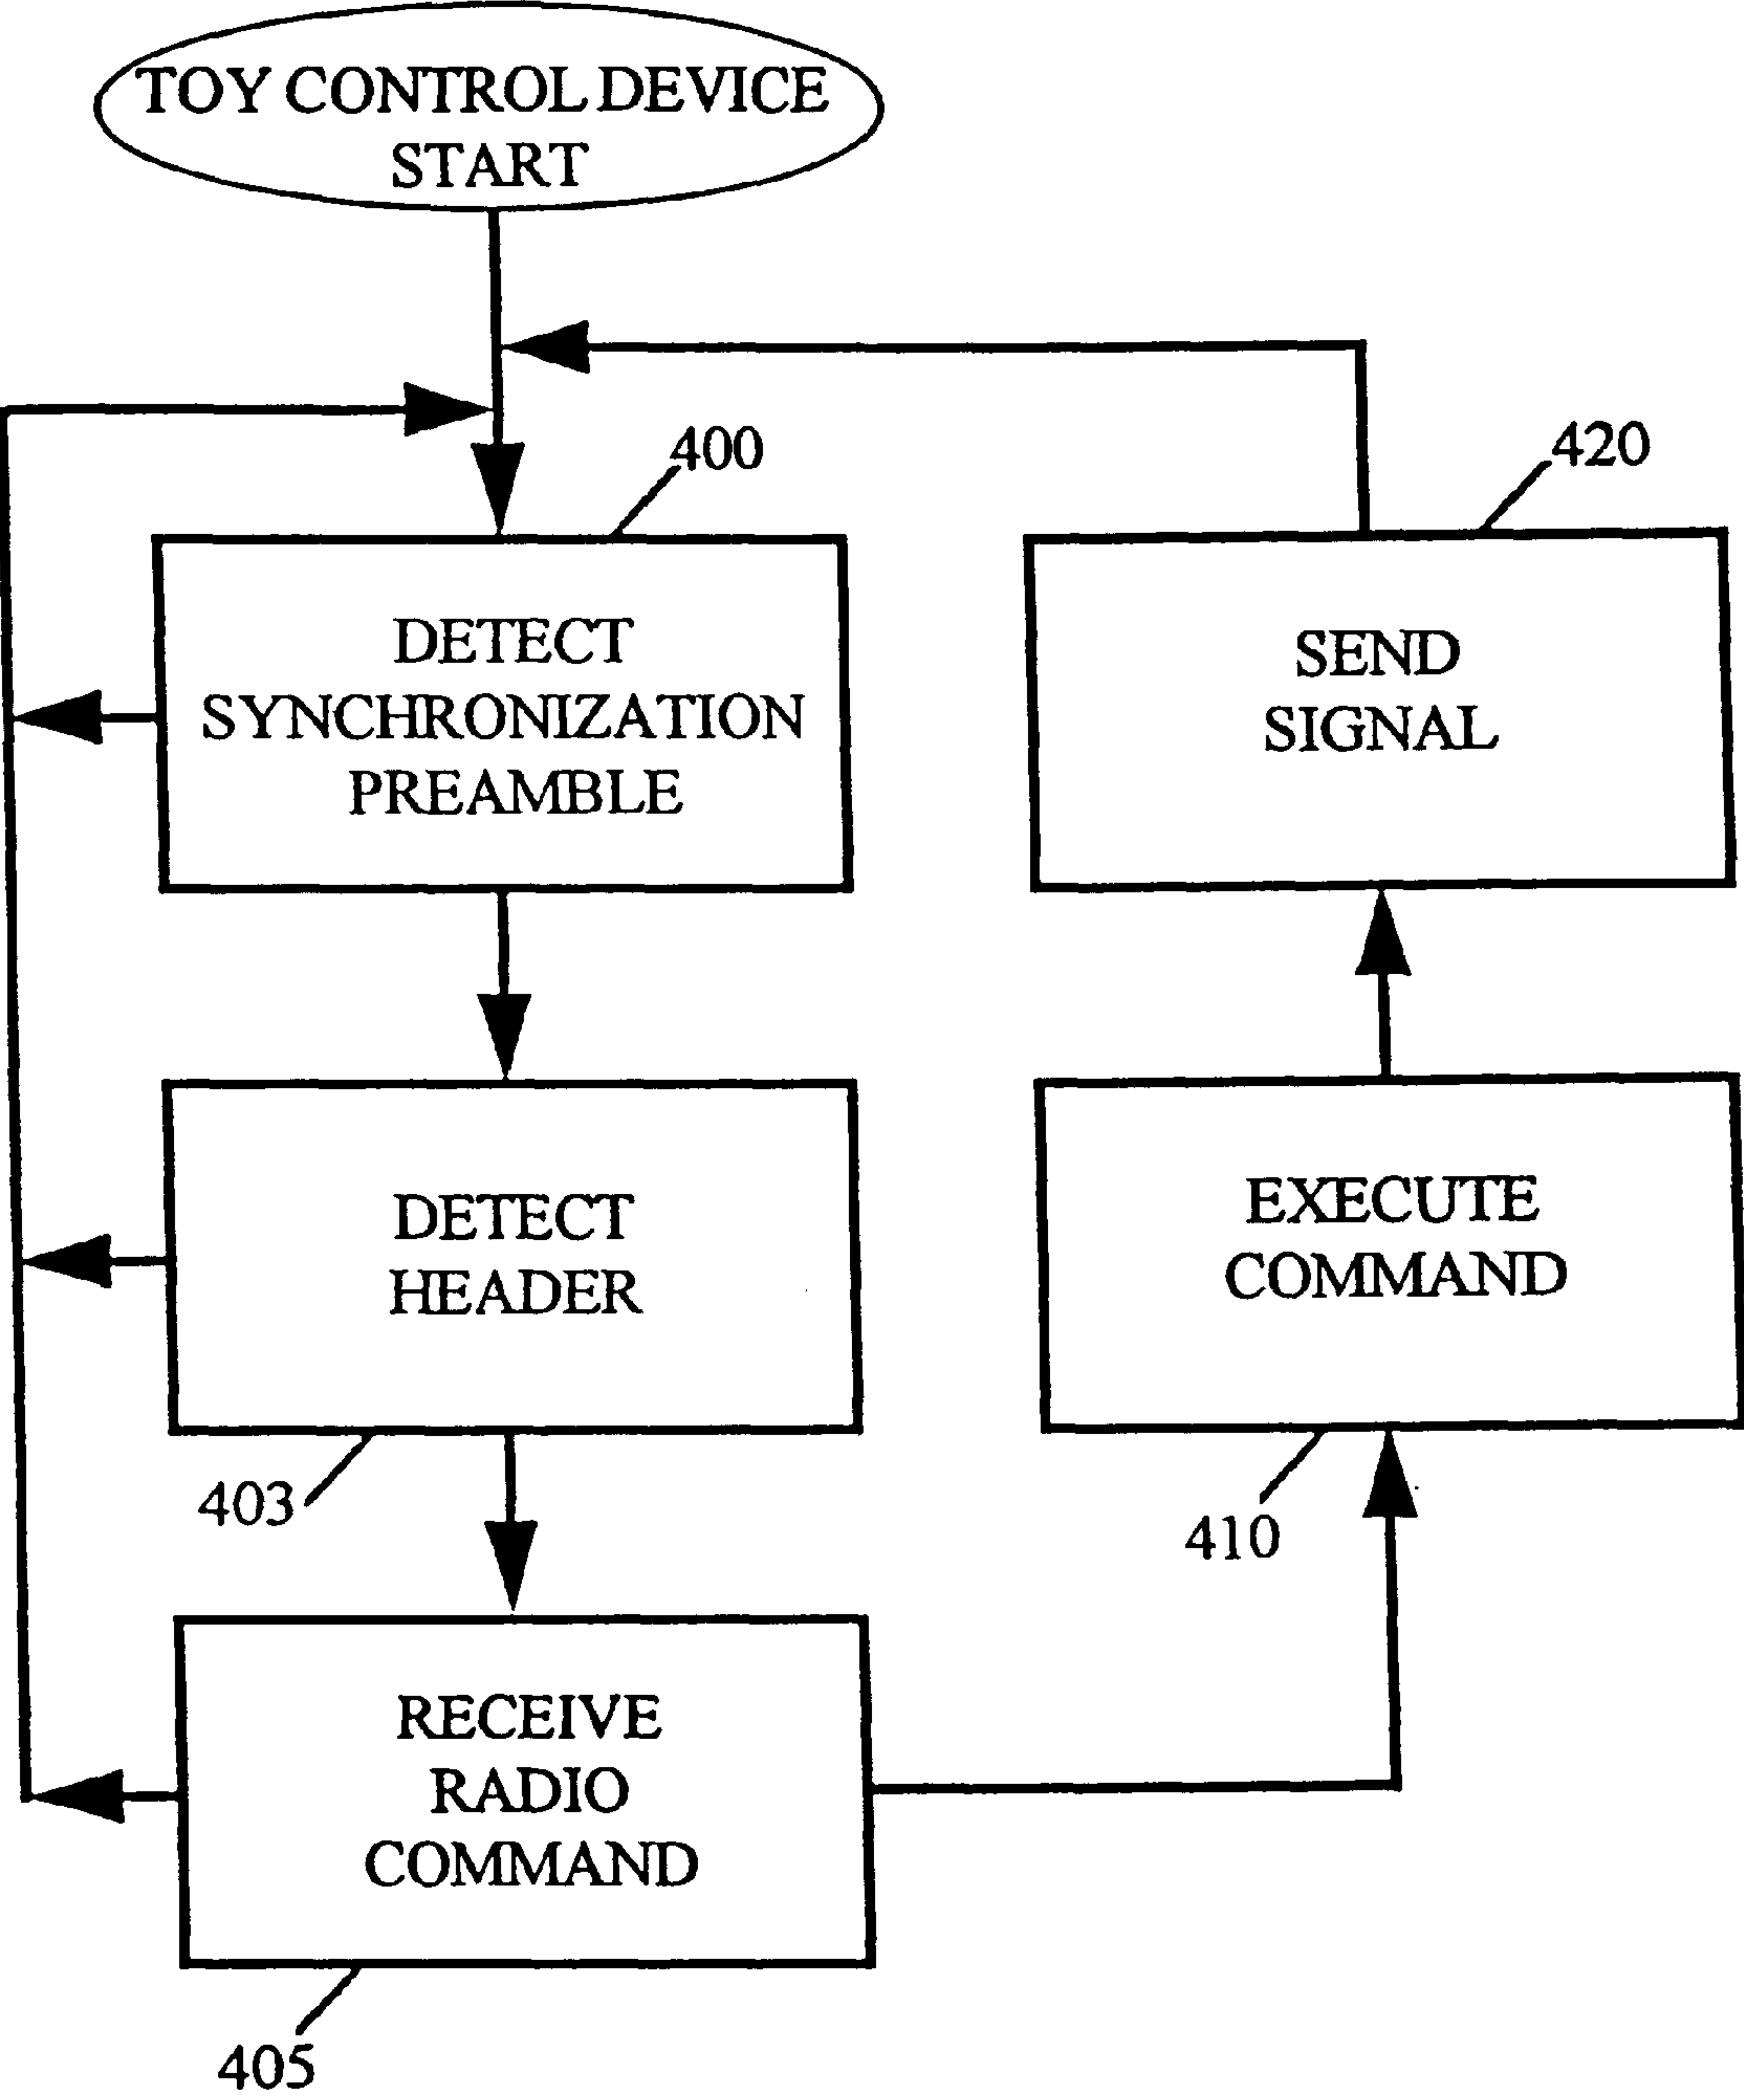 TOY CONTROL DEVICE
START
400
420
DETECT
SYNCHRONIZATION
PREAMBLE
SEND
SIGNAL
DETECT
HEADER
EXECUTE
COMMAND
403
410
RECEIVE
RADIO
COMMAND
405